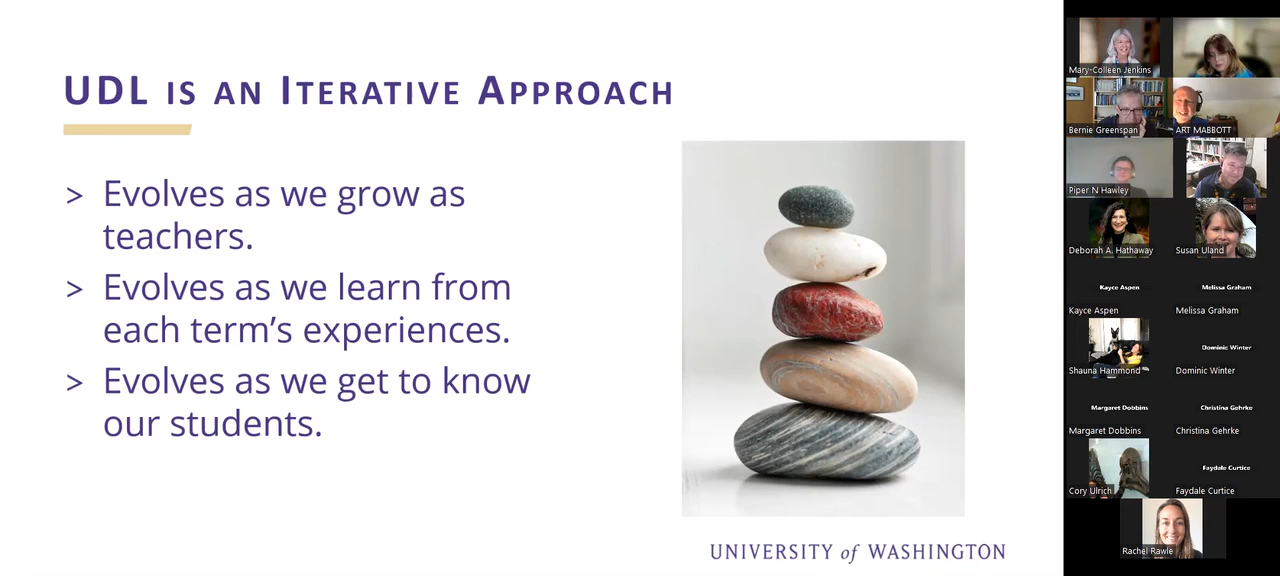 UDL IS AN ITERATIVE APPROACH
> Evolves as we grow as
teachers.
> Evolves as we learn from
each term's experiences.
> Evolves as we get to know
our students.
UNIVERSITY of WASHINGTON
Mary-Colleen Jenkins
Bernie Greenspan
ART MABBOTT
Piper N Hawley
Deborah A. Hathaway
Susan Uland
Kayce Aspen
Melissa Graham
Kayce Aspen
Melissa Graham
Dominic Winter
Shauna Hammond
Dominic Winter
Margaret Dobbins
Christina Gehrke
Margaret Dobbins
Christina Gehrke
Faydale Curtice
Cory Ulrich
Faydale Curtice
Rachel Rawle